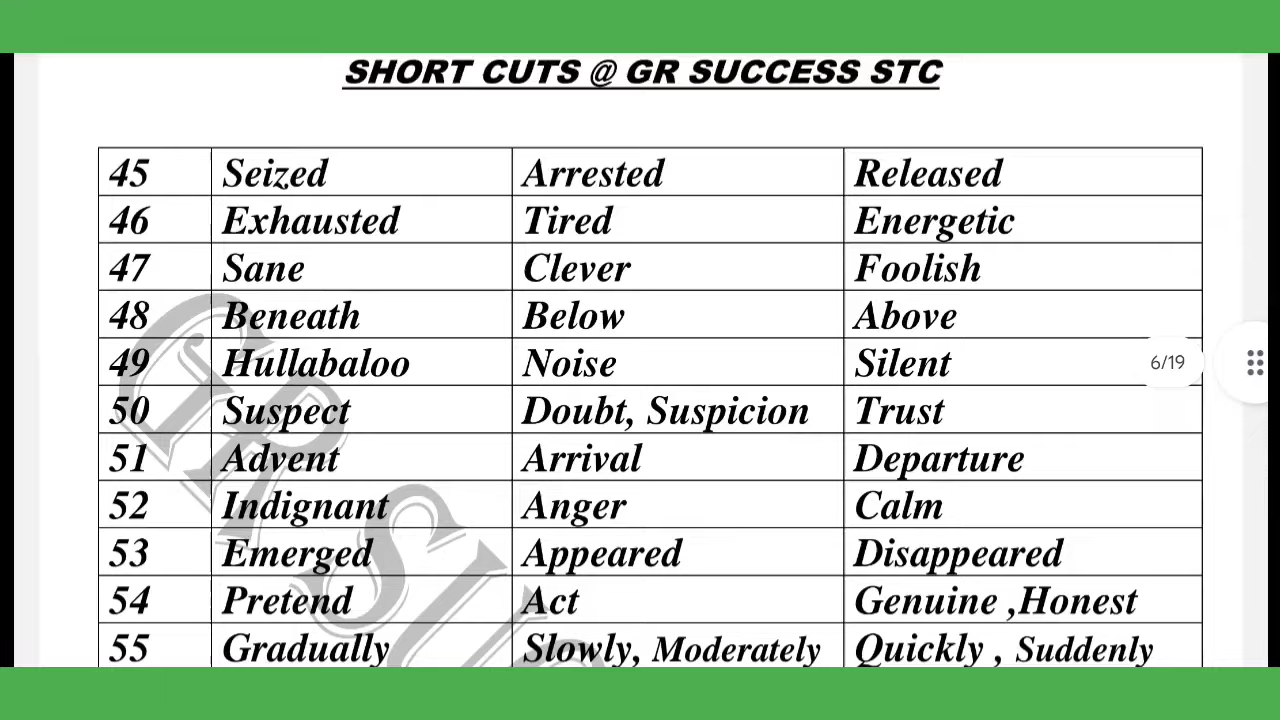 SHORT CUTS @ GR SUCCESS STC
45 Seized Arrested Released
46 Exhausted Tired Energetic
47 Sane Clever Foolish
48 Beneath Below Above
49 Hullabaloo Noise Silent
6/19
50 Suspect Doubt, Suspicion Trust
51 Advent Arrival Departure
52 Indignant Anger Calm
53 Emerged Appeared Disappeared
54 Pretend Act Genuine ,Honest
55 Gradually Slowly, Moderately Quickly , Suddenly
GR SU